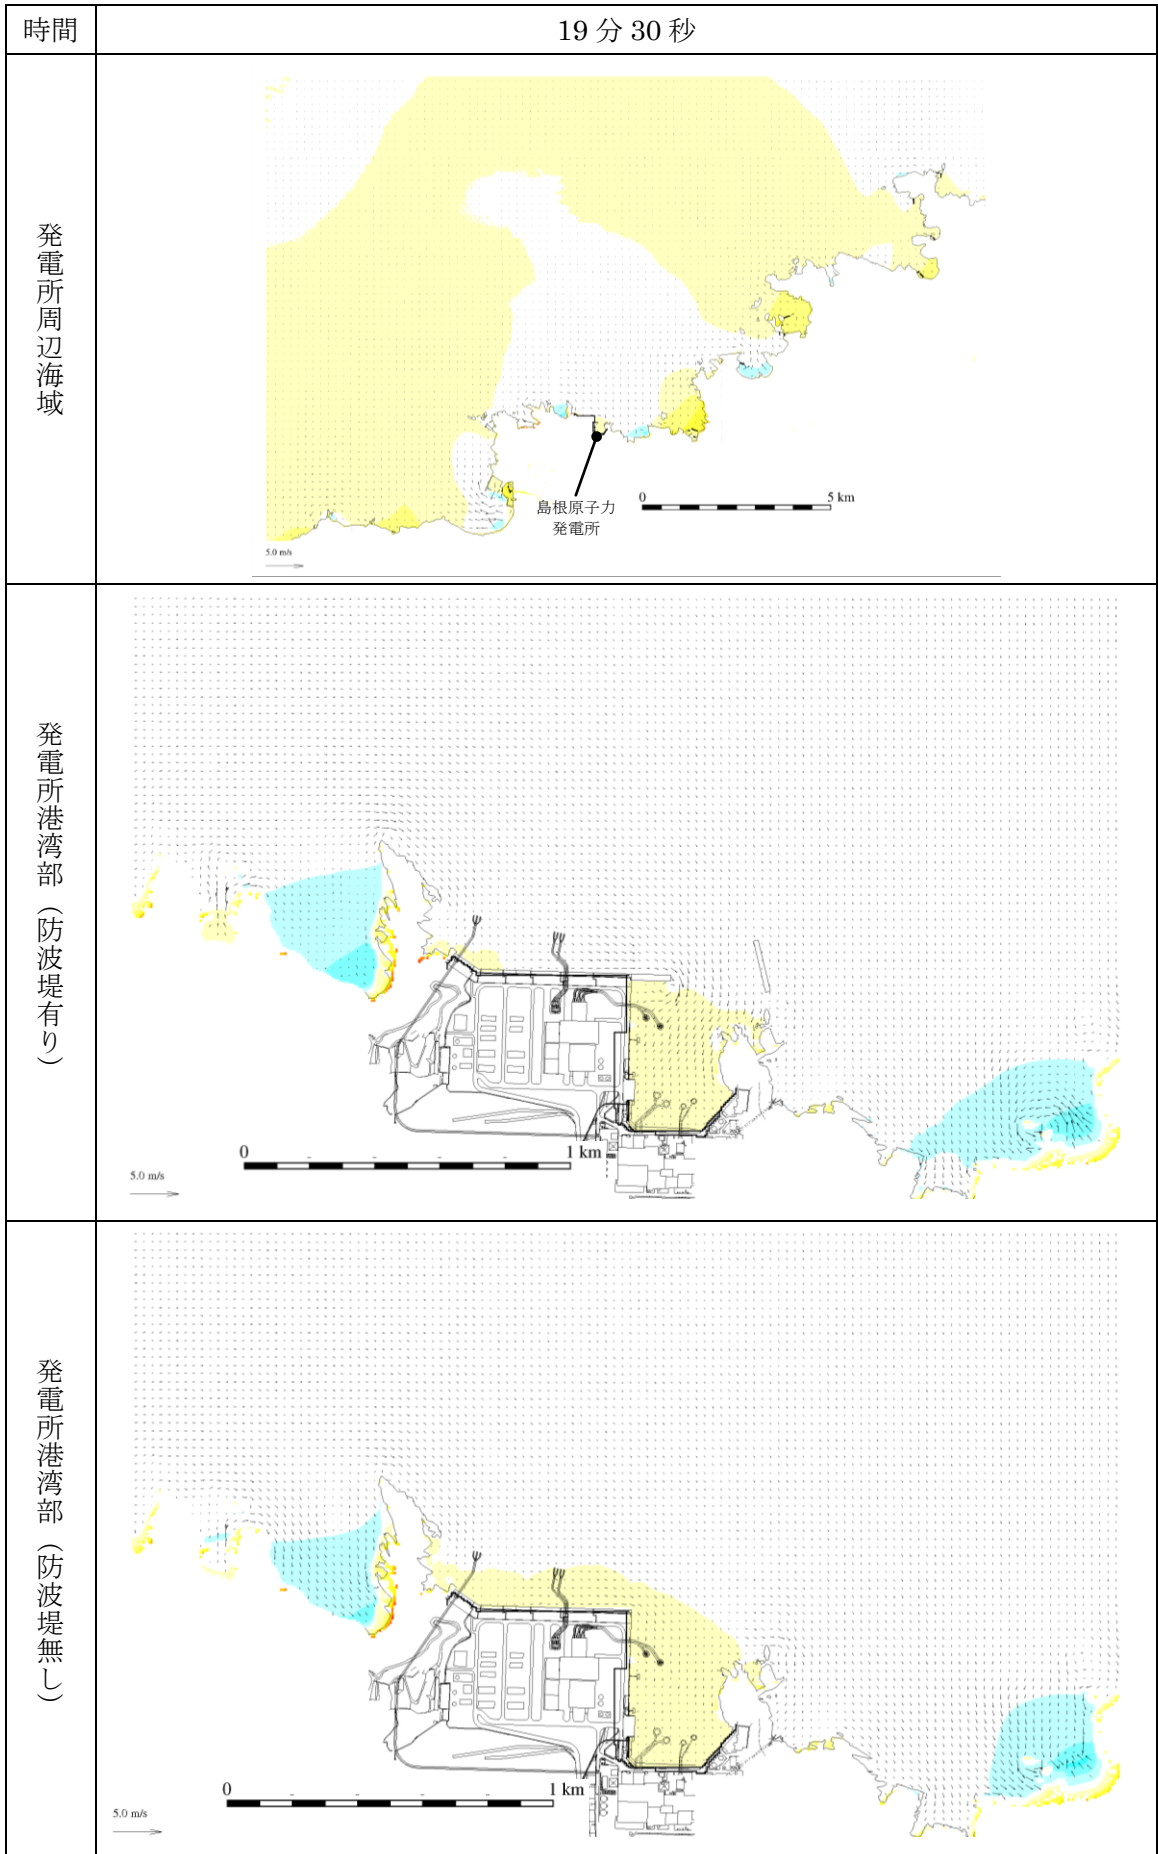 時間
19分30秒
発電所周辺海域
島根原子力
発電所
0
5 km
5.0 m/s
発電所港湾部（防波堤有り）
0
1 km
5.0 m/s
発電所港湾部（防波堤無し）
0
1 km
5.0 m/s